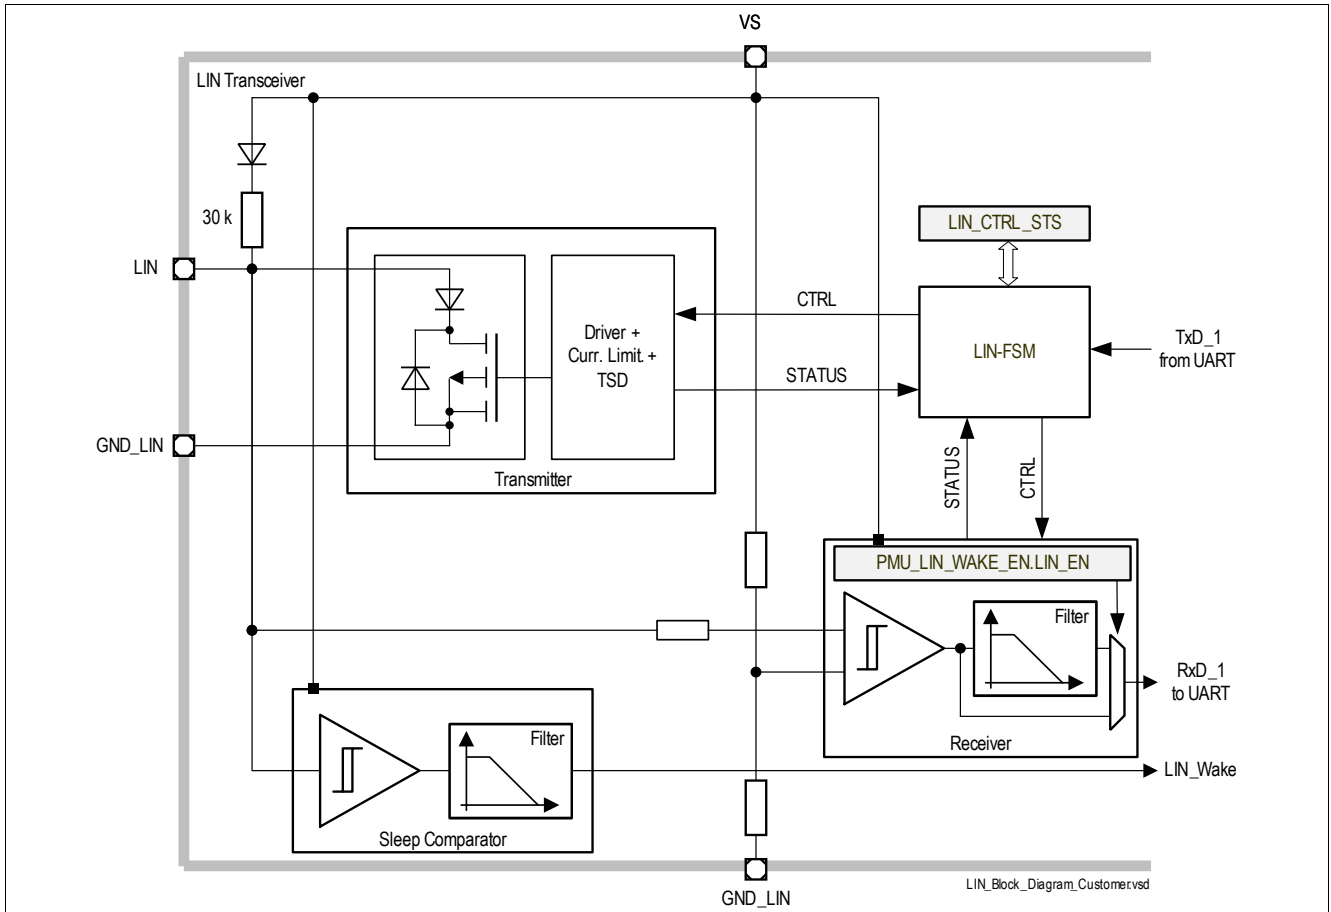 VS
LIN Transceiver
30 k
LIN_CTRL_STS
LIN
CTRL
Driver +
Curr. Limit. +
TSD
LIN-FSM
TxD_1
from UART
STATUS
GND_LIN
Transmitter
STATUS
CTRL
PMU_LIN_WAKE_EN.LIN_EN
Filter
RxD_1
to UART
Receiver
Filter
LIN_Wake
Sleep Comparator
GND_LIN
LIN_Block_Diagram_Customer.vsd